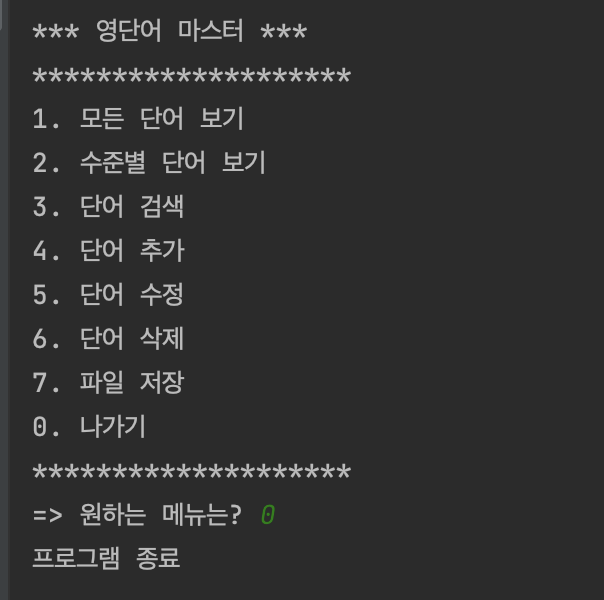 *** 영단어 마스터 ***
********************
1. 모든 단어 보기
2. 수준별 단어 보기
3. 단어 검색
4. 단어 추가
5. 단어 수정
6. 단어 삭제
7. 파일 저장
0. 나가기
********************
=> 원하는 메뉴는? 0
프로그램 종료